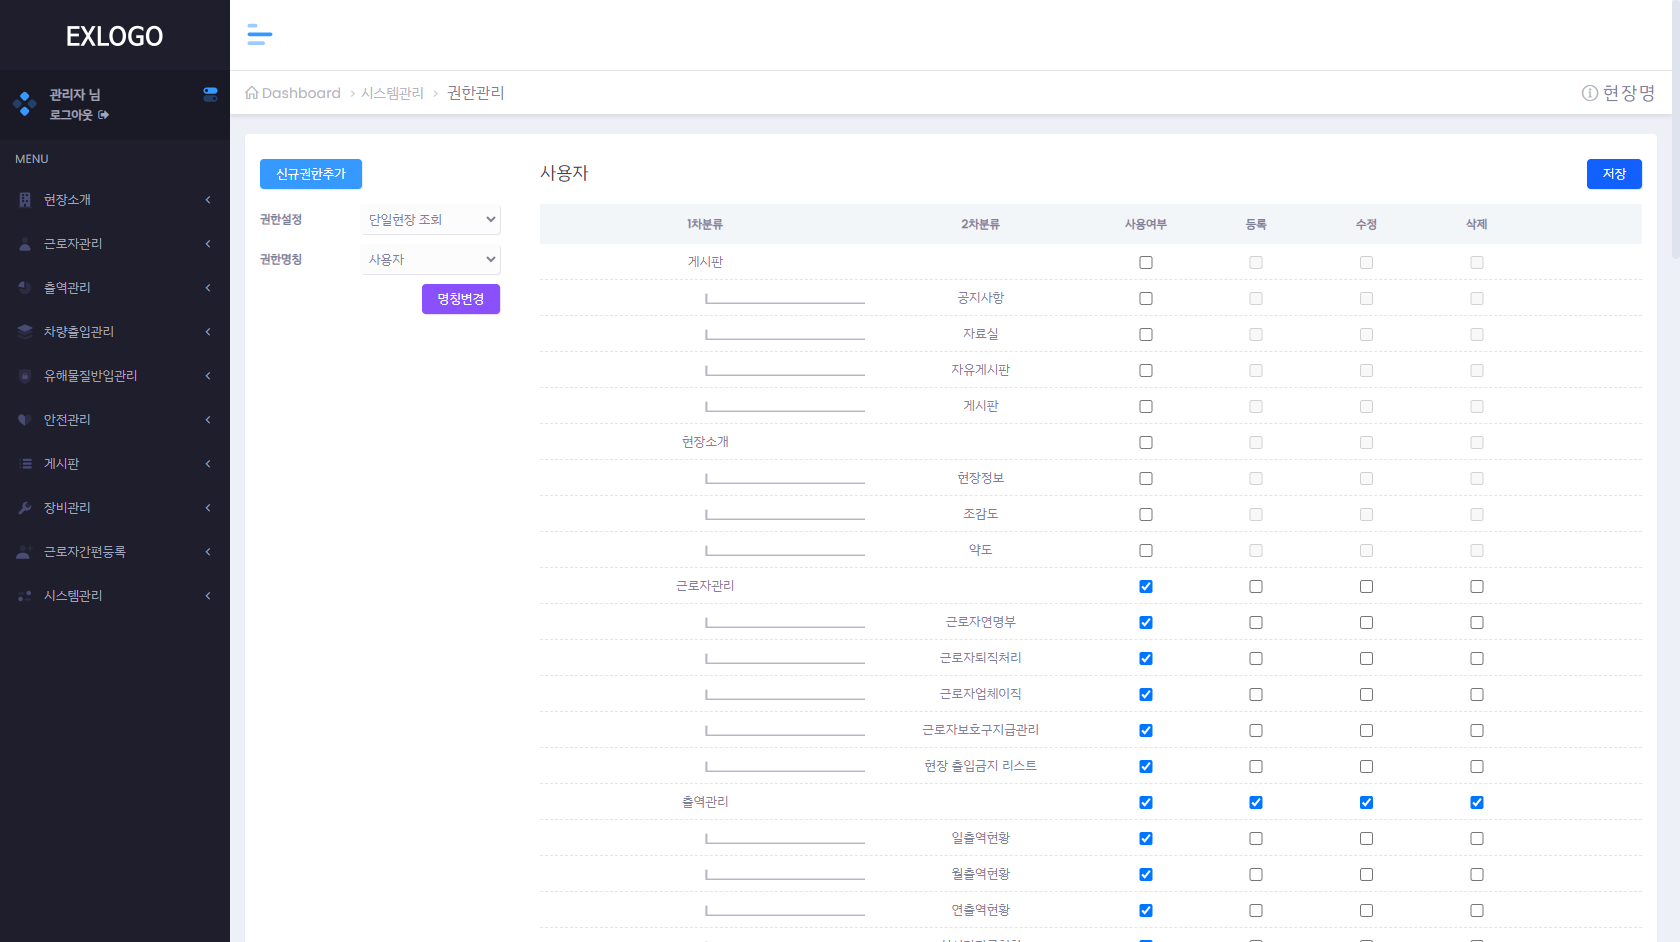 EXLOGO
관리자 님
로그아웃
MENU
현장소개
근로자관리
출역관리
차량출입관리
유해물질반입관리
안전관리
게시판
장비관리
근로자간편등록
시스템관리
Dashboard > 시스템관리 > 권한관리
현장명
신규권한추가
권한설정 단일현장 조회
권한명칭 사용자
명칭변경
사용자
저장
1차분류 2차분류 사용여부 등록 수정 삭제
게시판
공지사항
자료실
자유게시판
게시판
현장소개
현장정보
조감도
약도
근로자관리
근로자연명부
근로자퇴직처리
근로자업체이직
근로자보호구지급관리
현장 출입금지 리스트
출역관리
일출역현황
월출역현황
연출역현황